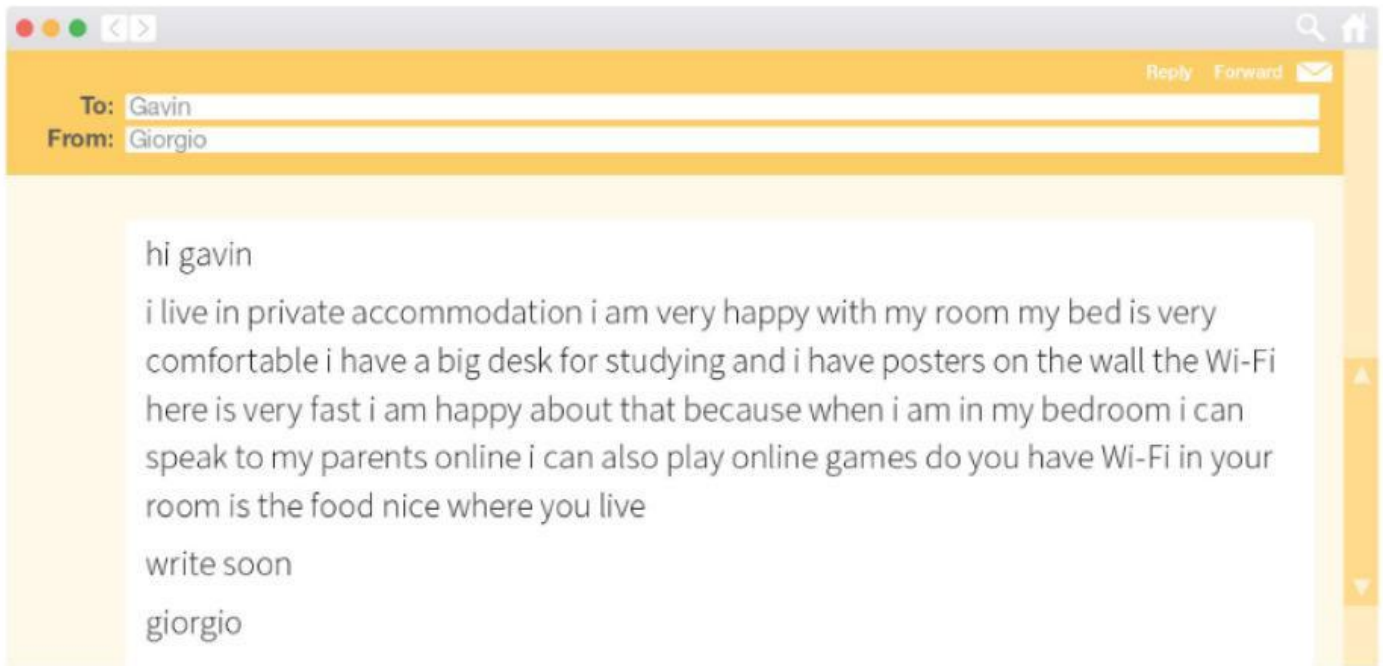 Reply Forward
To: Gavin
From: Giorgio
hi gavin
i live in private accommodation i am very happy with my room my bed is very
comfortable i have a big desk for studying and i have posters on the wall the Wi-Fi
here is very fast i am happy about that because when i am in my bedroom i can
speak to my parents online i can also play online games do you have Wi-Fi in your
room is the food nice where you live
write soon
giorgio